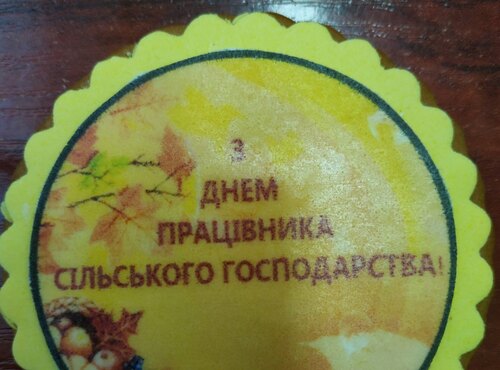 З
ДНЕМ
ПРАЦІВНИКА
СІЛЬСЬКОГО ГОСПОДАРСТВА!